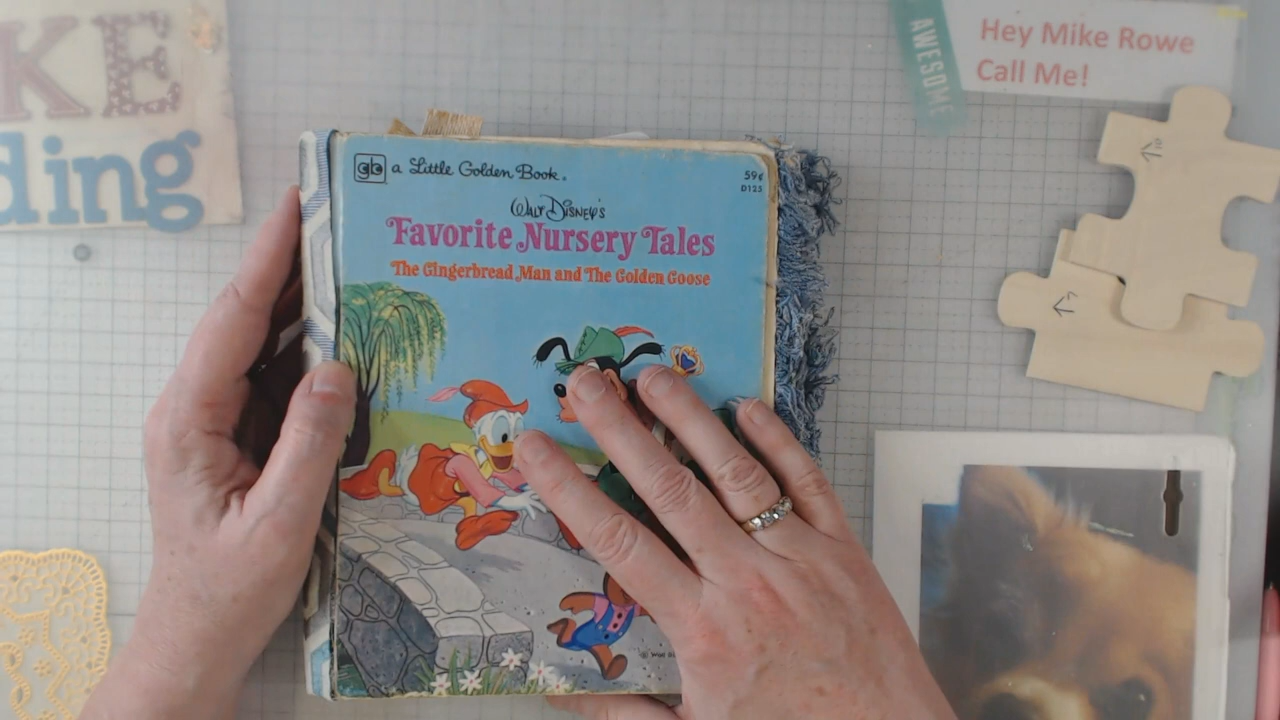 KE
ding
AWESOME
Hey Mike Rowe
Call Me!
gb a Little Golden Book®
59¢
D125
Walt Disney's
Favorite Nursery Tales
The Gingerbread Man and The Golden Goose
©